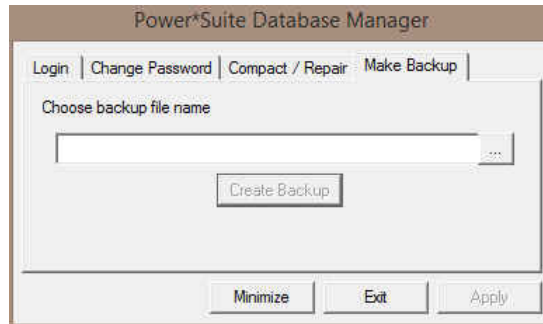 Power*Suite Database Manager
Login Change Password Compact / Repair Make Backup
Choose backup file name
...
Create Backup
Minimize Exit Apply